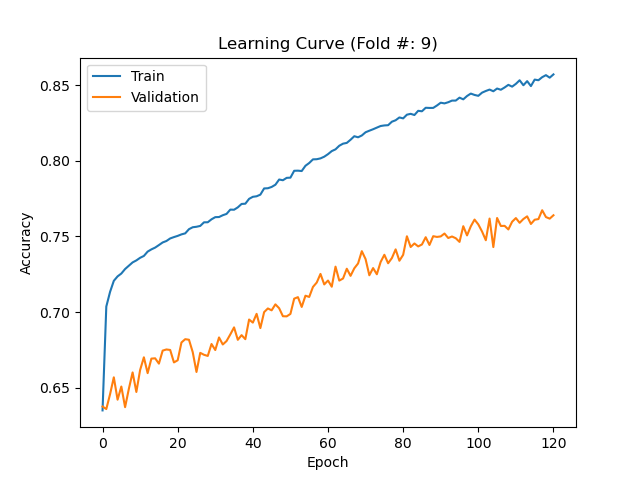 Learning Curve (Fold #: 9)
Train
Validation
0.85
0.80
0.75
0.70
0.65
Accuracy
0 20 40 60 80 100 120
Epoch